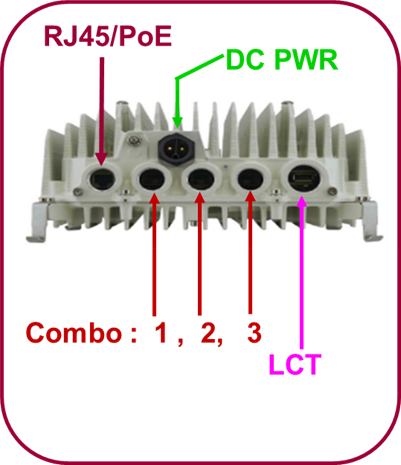 RJ45/PoE
DC PWR
Combo : 1 , 2, 3
LCT